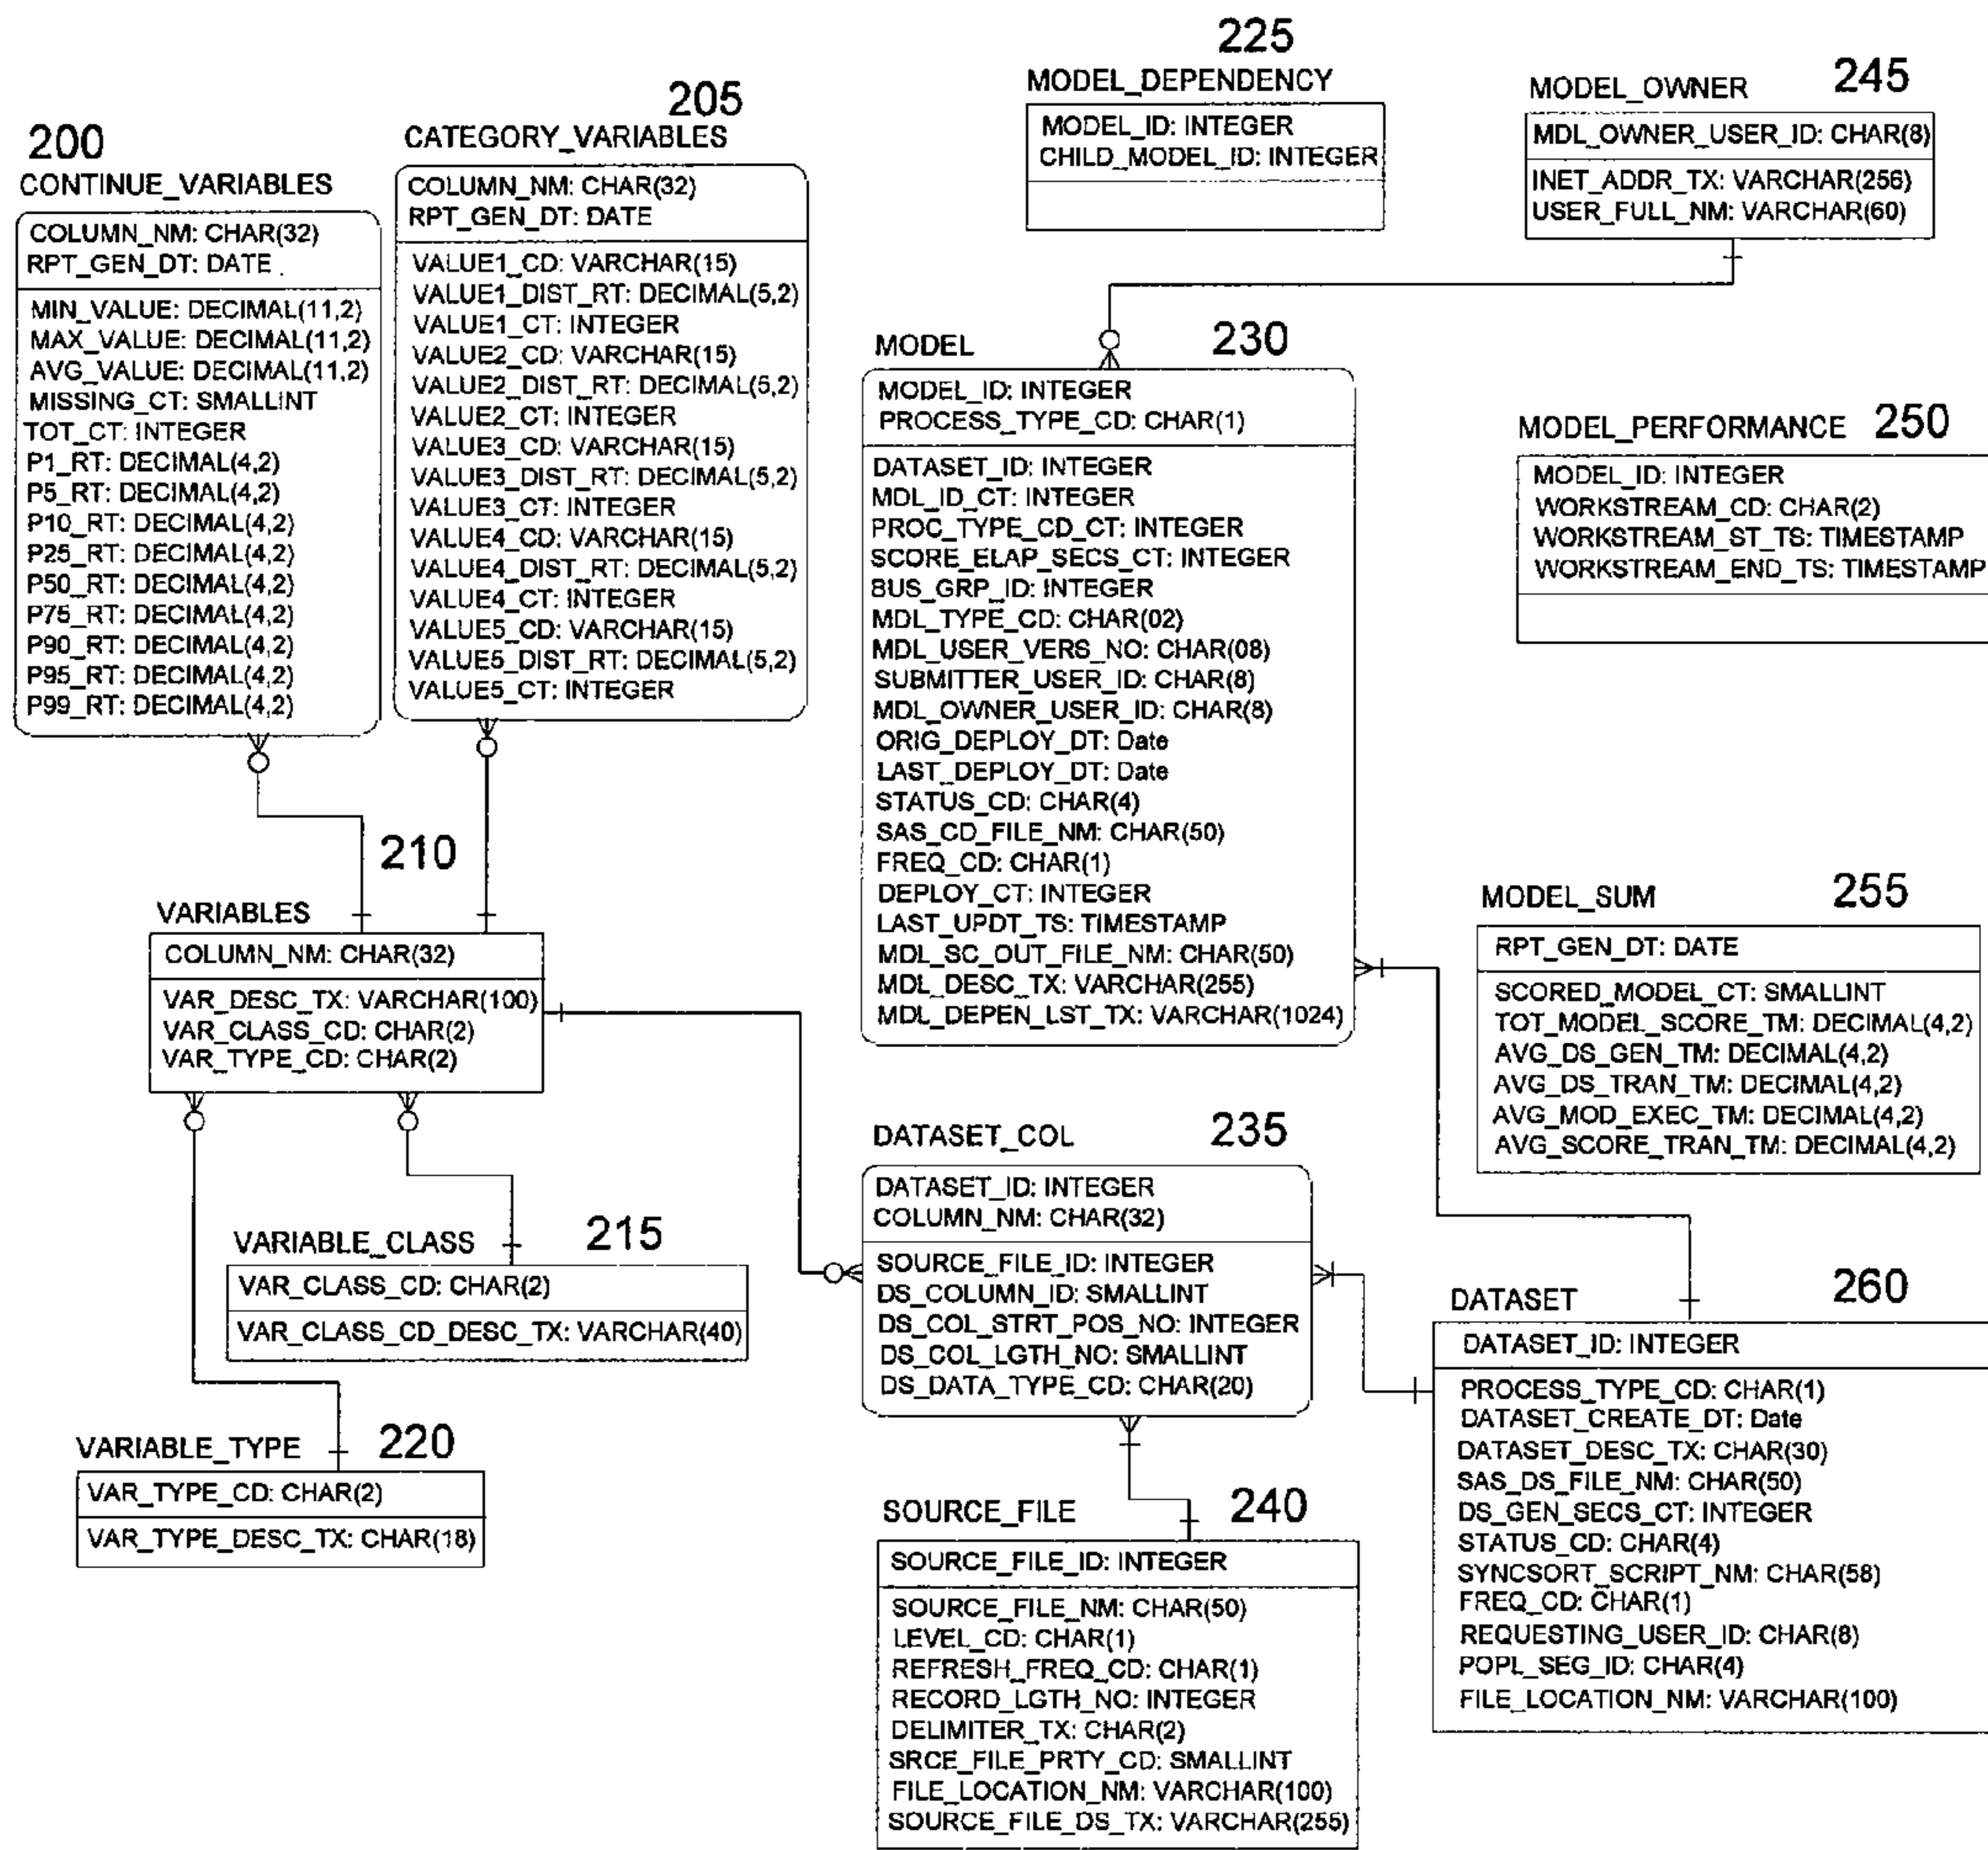 200
CONTINUE_VARIABLES
COLUMN_NM: CHAR(32)
RPT_GEN_DT: DATE
MIN_VALUE: DECIMAL(11,2)
MAX_VALUE: DECIMAL(11,2)
AVG_VALUE: DECIMAL(11,2)
MISSING_CT: SMALLINT
TOT_CT: INTEGER
P1_RT: DECIMAL(4,2)
P5_RT: DECIMAL(4,2)
P10_RT: DECIMAL(4,2)
P25_RT: DECIMAL(4,2)
P50_RT: DECIMAL(4,2)
P75_RT: DECIMAL(4,2)
P90_RT: DECIMAL(4,2)
P95_RT: DECIMAL(4,2)
P99_RT: DECIMAL(4,2)
205
CATEGORY_VARIABLES
COLUMN_NM: CHAR(32)
RPT_GEN_DT: DATE
VALUE1_CD: VARCHAR(15)
VALUE1_DIST_RT: DECIMAL(5,2)
VALUE1_CT: INTEGER
VALUE2_CD: VARCHAR(15)
VALUE2_DIST_RT: DECIMAL(5,2)
VALUE2_CT: INTEGER
VALUE3_CD: VARCHAR(15)
VALUE3_DIST_RT: DECIMAL(5,2)
VALUE3_CT: INTEGER
VALUE4_CD: VARCHAR(15)
VALUE4_DIST_RT: DECIMAL(5,2)
VALUE4_CT: INTEGER
VALUE5_CD: VARCHAR(15)
VALUE5_DIST_RT: DECIMAL(5,2)
VALUE5_CT: INTEGER
210
VARIABLES
COLUMN_NM: CHAR(32)
VAR_DESC_TX: VARCHAR(100)
VAR_CLASS_CD: CHAR(2)
VAR_TYPE_CD: CHAR(2)
VARIABLE_CLASS 215
VAR_CLASS_CD: CHAR(2)
VAR_CLASS_CD_DESC_TX: VARCHAR(40)
VARIABLE_TYPE 220
VAR_TYPE_CD: CHAR(2)
VAR_TYPE_DESC_TX: CHAR(18)
225
MODEL_DEPENDENCY
MODEL_ID: INTEGER
CHILD_MODEL_ID: INTEGER
MODEL 230
MODEL_ID: INTEGER
PROCESS_TYPE_CD: CHAR(1)
DATASET_ID: INTEGER
MDL_ID_CT: INTEGER
PROC_TYPE_CD_CT: INTEGER
SCORE_ELAP_SECS_CT: INTEGER
BUS_GRP_ID: INTEGER
MDL_TYPE_CD: CHAR(02)
MDL_USER_VERS_NO: CHAR(08)
SUBMITTER_USER_ID: CHAR(8)
MDL_OWNER_USER_ID: CHAR(8)
ORIG_DEPLOY_DT: Date
LAST_DEPLOY_DT: Date
STATUS_CD: CHAR(4)
SAS_CD_FILE_NM: CHAR(50)
FREQ_CD: CHAR(1)
DEPLOY_CT: INTEGER
LAST_UPDT_TS: TIMESTAMP
MDL_SC_OUT_FILE_NM: CHAR(50)
MDL_DESC_TX: VARCHAR(255)
MDL_DEPEN_LST_TX: VARCHAR(1024)
DATASET_COL 235
DATASET_ID: INTEGER
COLUMN_NM: CHAR(32)
SOURCE_FILE_ID: INTEGER
DS_COLUMN_ID: SMALLINT
DS_COL_STRT_POS_NO: INTEGER
DS_COL_LGTH_NO: SMALLINT
DS_DATA_TYPE_CD: CHAR(20)
SOURCE_FILE 240
SOURCE_FILE_ID: INTEGER
SOURCE_FILE_NM: CHAR(50)
LEVEL_CD: CHAR(1)
REFRESH_FREQ_CD: CHAR(1)
RECORD_LGTH_NO: INTEGER
DELIMITER_TX: CHAR(2)
SRCE_FILE_PRTY_CD: SMALLINT
FILE_LOCATION_NM: VARCHAR(100)
SOURCE_FILE_DS_TX: VARCHAR(255)
MODEL_OWNER 245
MDL_OWNER_USER_ID: CHAR(8)
INET_ADDR_TX: VARCHAR(256)
USER_FULL_NM: VARCHAR(60)
MODEL_PERFORMANCE 250
MODEL_ID: INTEGER
WORKSTREAM_CD: CHAR(2)
WORKSTREAM_ST_TS: TIMESTAMP
WORKSTREAM_END_TS: TIMESTAMP
MODEL_SUM 255
RPT_GEN_DT: DATE
SCORED_MODEL_CT: SMALLINT
TOT_MODEL_SCORE_TM: DECIMAL(4,2)
AVG_DS_GEN_TM: DECIMAL(4,2)
AVG_DS_TRAN_TM: DECIMAL(4,2)
AVG_MOD_EXEC_TM: DECIMAL(4,2)
AVG_SCORE_TRAN_TM: DECIMAL(4,2)
DATASET 260
DATASET_ID: INTEGER
PROCESS_TYPE_CD: CHAR(1)
DATASET_CREATE_DT: Date
DATASET_DESC_TX: CHAR(30)
SAS_DS_FILE_NM: CHAR(50)
DS_GEN_SECS_CT: INTEGER
STATUS_CD: CHAR(4)
SYNCSORT_SCRIPT_NM: CHAR(58)
FREQ_CD: CHAR(1)
REQUESTING_USER_ID: CHAR(8)
POPL_SEG_ID: CHAR(4)
FILE_LOCATION_NM: VARCHAR(100)